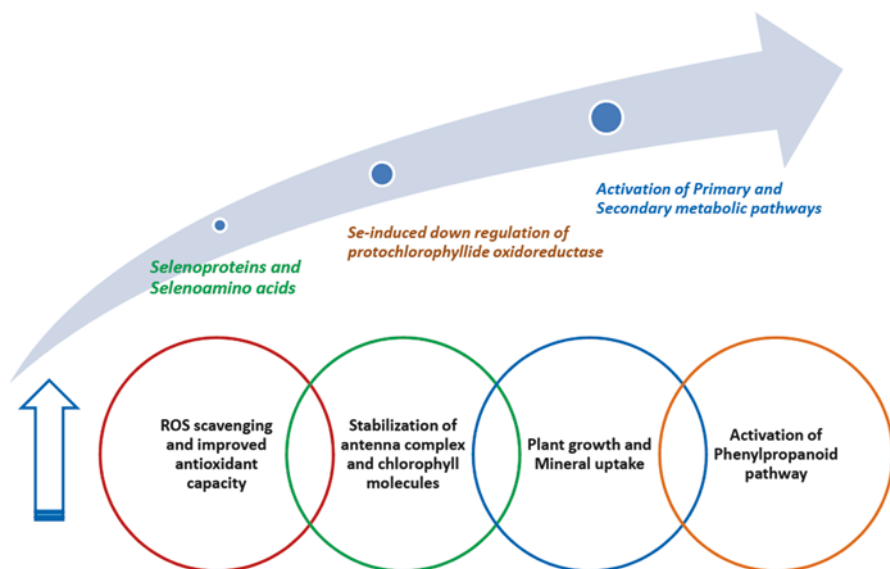 Activation of Primary and
Secondary metabolic pathways
Se-induced down regulation of
protochlorophyllide oxidoreductase
Selenoproteins and
Selenoamino acids
ROS scavenging
and improved
antioxidant
capacity
Stabilization of
antenna complex
and chlorophyll
molecules
Plant growth and
Mineral uptake
Activation of
Phenylpropanoid
pathway